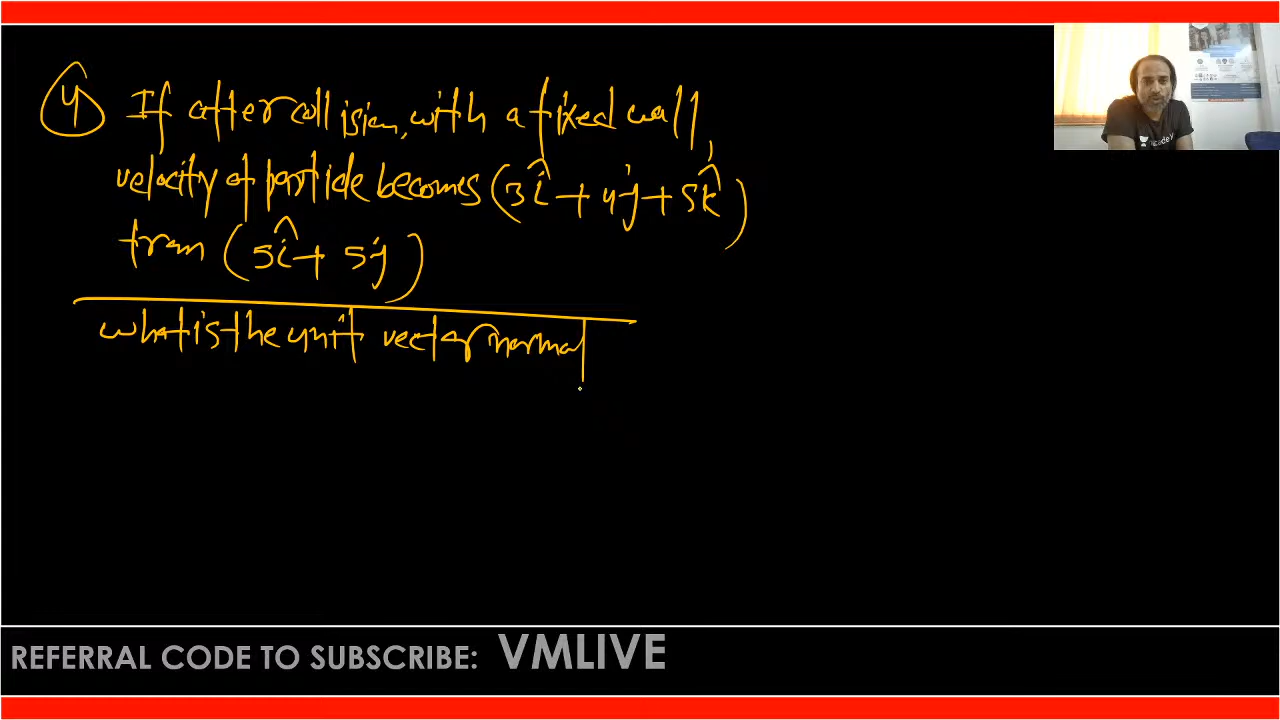 4 If after collision, with a fixed wall,
velocity of particle becomes (3î + 4ĵ + 5k̂)
from (5î + 5ĵ)
what is the unit vector normal
REFERRAL CODE TO SUBSCRIBE: VMLIVE